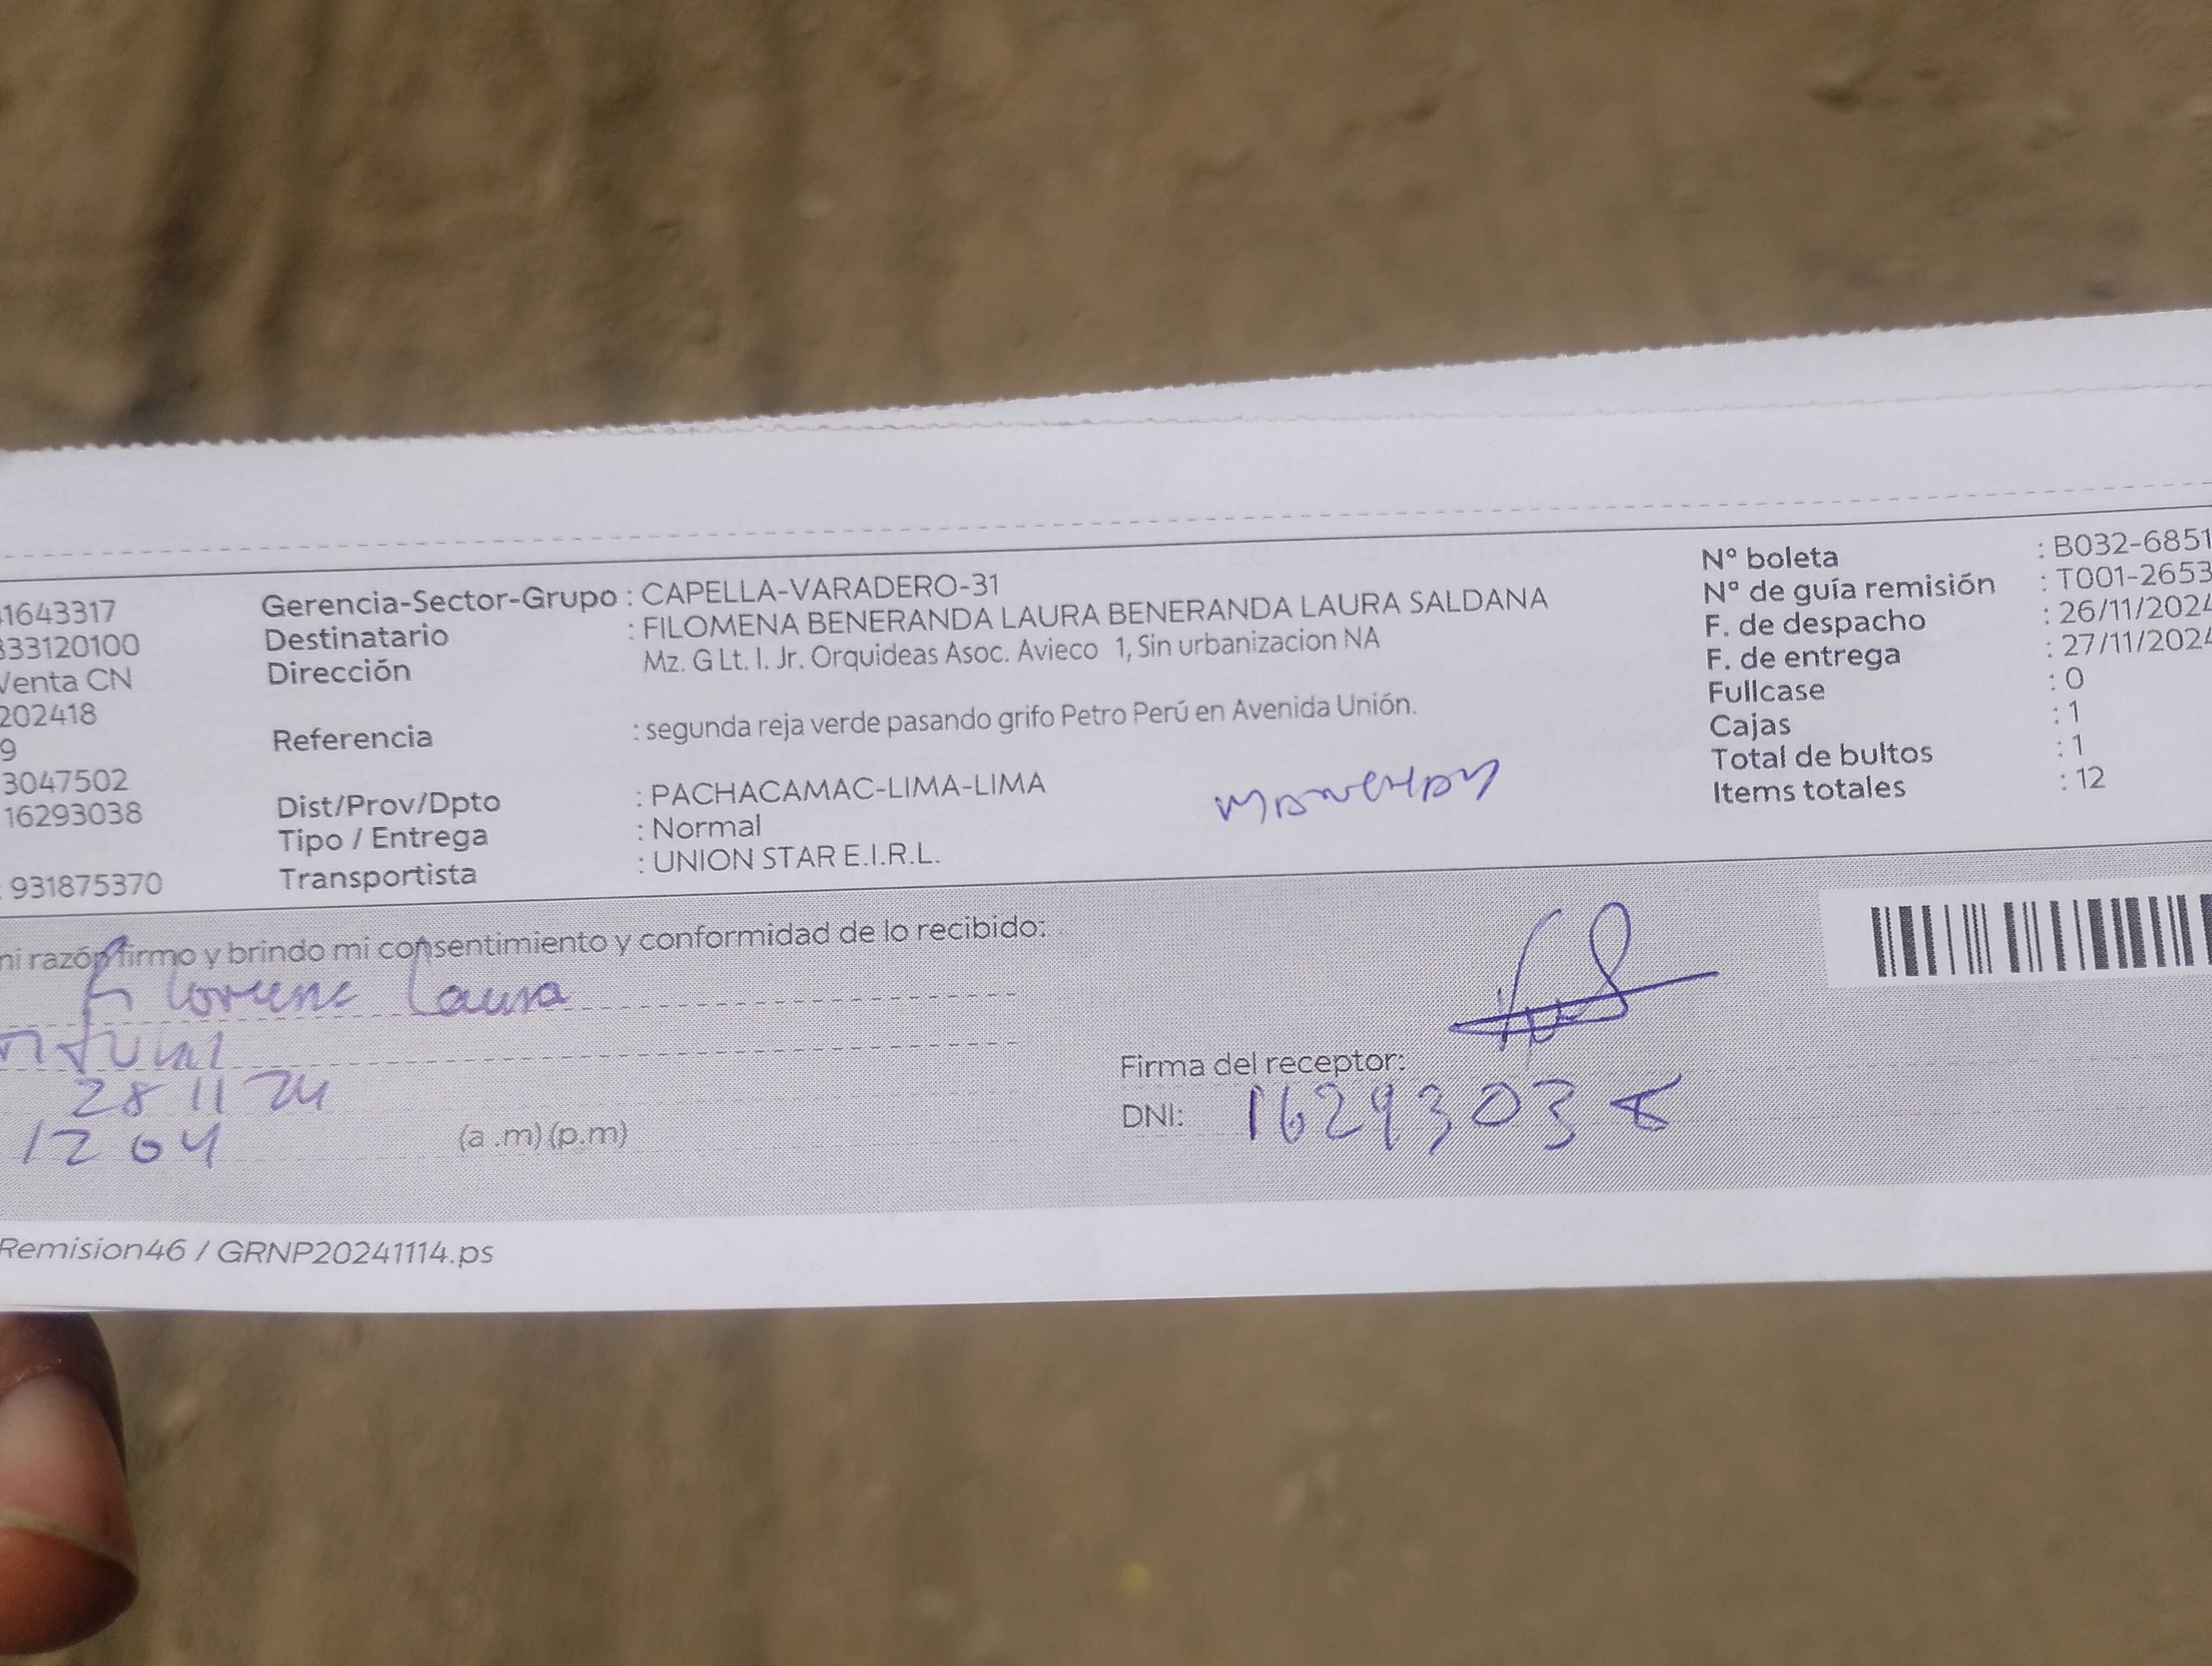 1643317
333120100
Venta CN
202418
9
3047502
16293038
: 931875370
Gerencia-Sector-Grupo : CAPELLA-VARADERO-31
Destinatario : FILOMENA BENERANDA LAURA BENERANDA LAURA SALDANA
Dirección Mz. G Lt. I. Jr. Orquideas Asoc. Avieco 1, Sin urbanizacion NA
Referencia : segunda reja verde pasando grifo Petro Perú en Avenida Unión.
Dist/Prov/Dpto : PACHACAMAC-LIMA-LIMA
Tipo / Entrega : Normal
Transportista : UNION STAR E.I.R.L.
N° boleta : B032-6851
N° de guía remisión : T001-2653
F. de despacho : 26/11/2024
F. de entrega : 27/11/2024
Fullcase : 0
Cajas : 1
Total de bultos : 1
Items totales : 12
mi razón firmo y brindo mi consentimiento y conformidad de lo recibido:
Laura
28 11 24
12 04 (a .m) (p.m)
Firma del receptor:
DNI: 16293038
Remision46 / GRNP20241114.ps